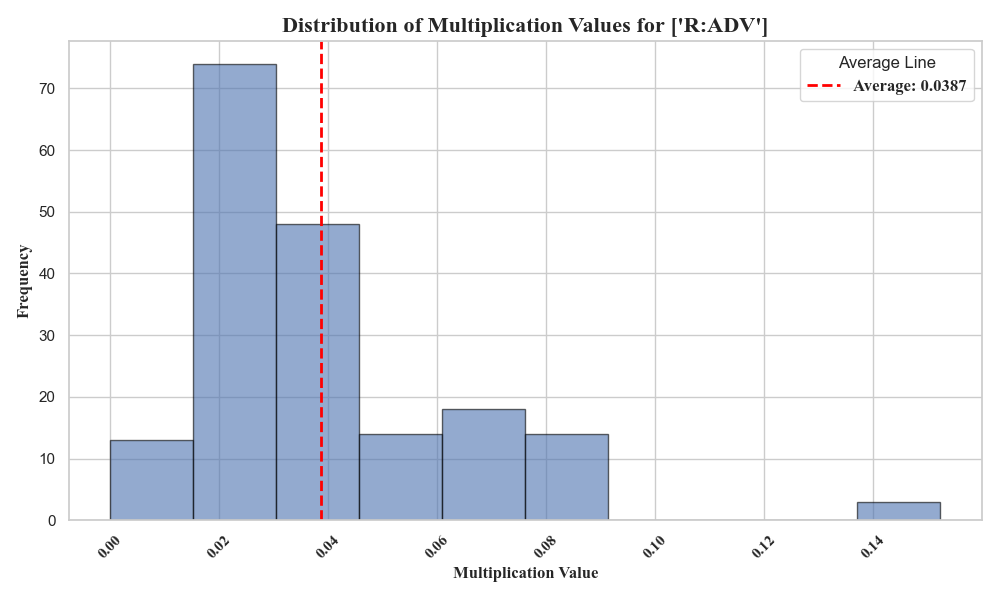 Distribution of Multiplication Values for ['R:ADV']
Average Line
Average: 0.0387
Frequency
70
60
50
40
30
20
10
0
0.00 0.02 0.04 0.06 0.08 0.10 0.12 0.14
Multiplication Value